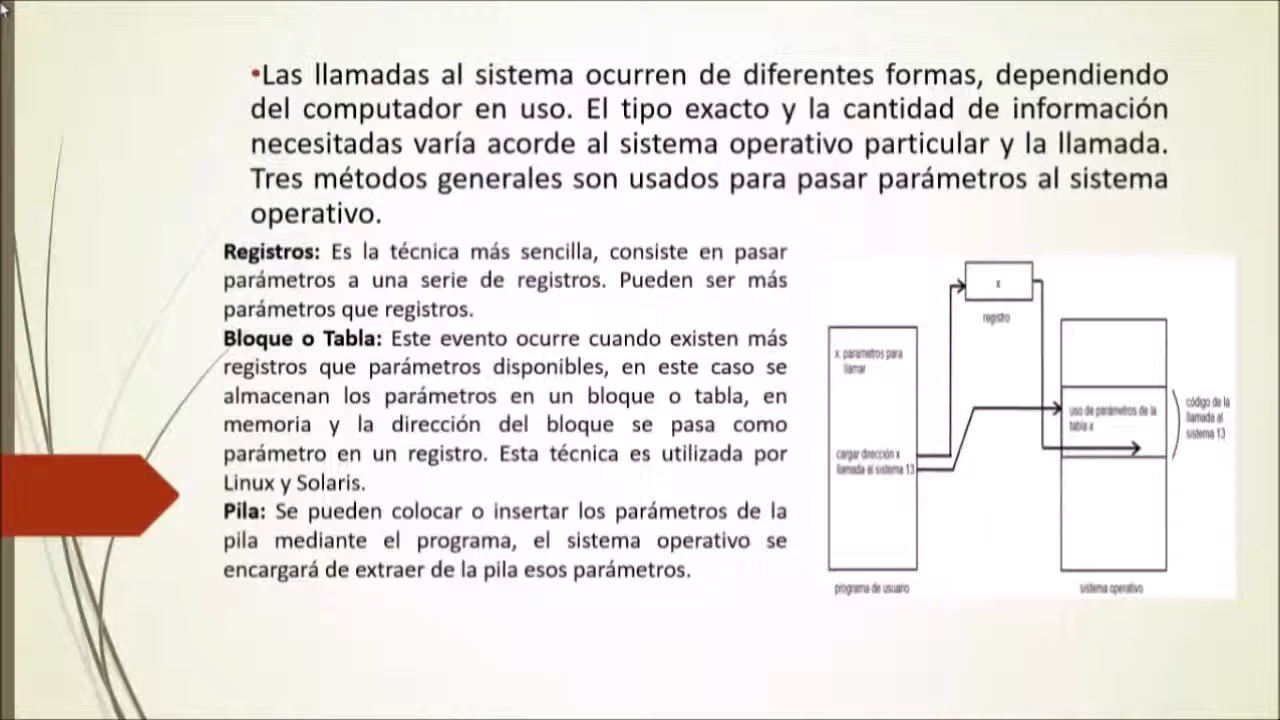 •Las llamadas al sistema ocurren de diferentes formas, dependiendo
del computador en uso. El tipo exacto y la cantidad de información
necesitadas varía acorde al sistema operativo particular y la llamada.
Tres métodos generales son usados para pasar parámetros al sistema
operativo.
Registros: Es la técnica más sencilla, consiste en pasar
parámetros a una serie de registros. Pueden ser más
parámetros que registros.
Bloque o Tabla: Este evento ocurre cuando existen más
registros que parámetros disponibles, en este caso se
almacenan los parámetros en un bloque o tabla, en
memoria y la dirección del bloque se pasa como
parámetro en un registro. Esta técnica es utilizada por
Linux y Solaris.
Pila: Se pueden colocar o insertar los parámetros de la
pila mediante el programa, el sistema operativo se
encargará de extraer de la pila esos parámetros.
x
registro
x: parámetros para
llamar
cargar dirección x
llamada al sistema 13
programa de usuario
uso de parámetros de la
tabla x
código de la
llamada al
sistema 13
sistema operativo